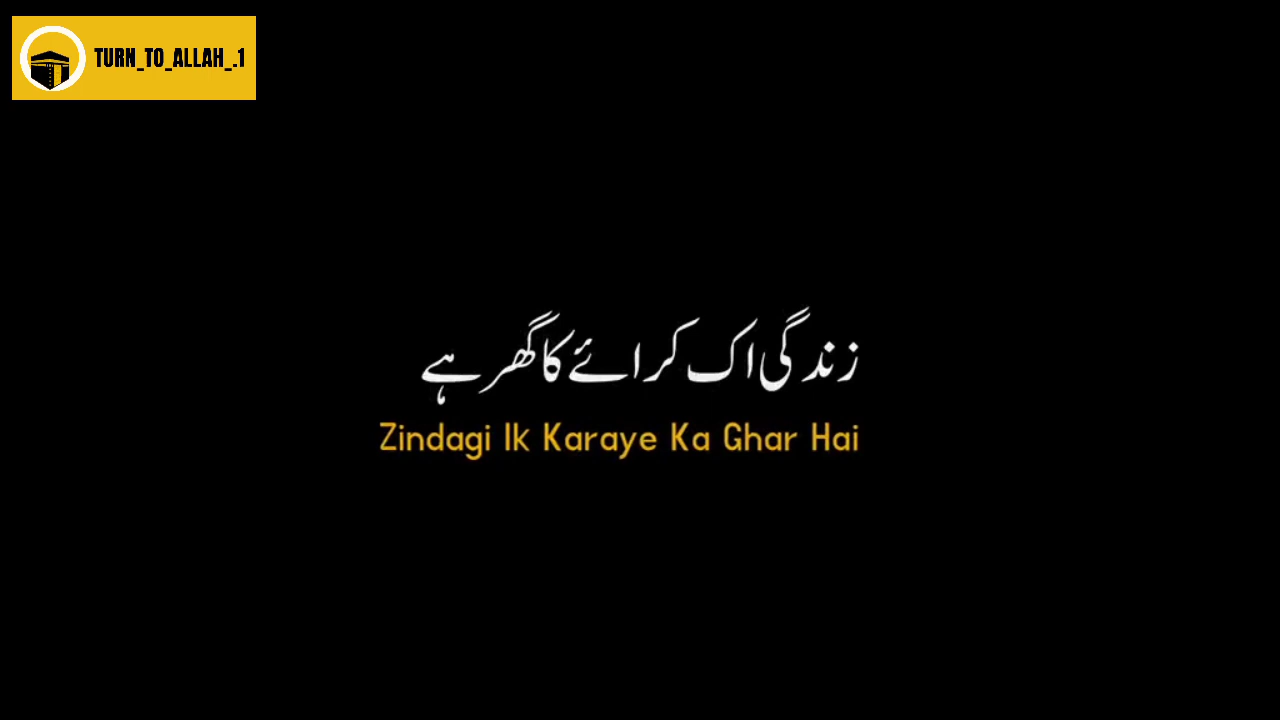 TURN_TO_ALLAH_.1
زندگی اک کرائے کا گھر ہے
Zindagi Ik Karaye Ka Ghar Hai